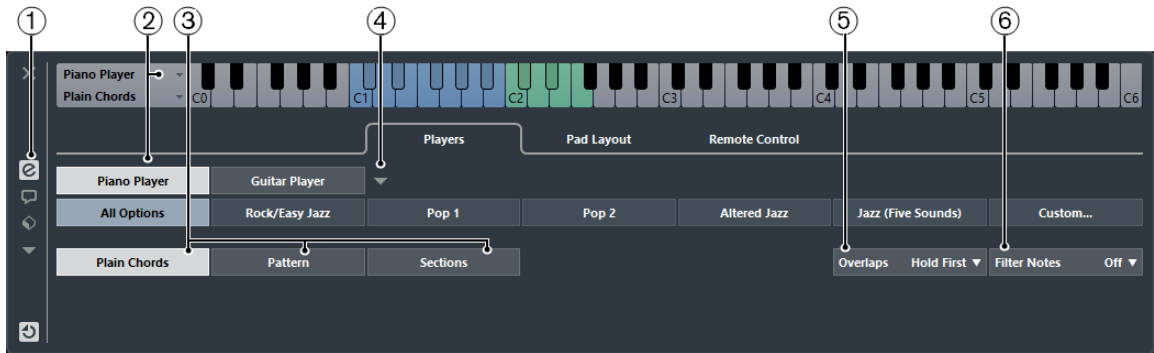 1 2 3 4 5 6
Piano Player
Plain Chords
C0 C1 C2 C3 C4 C5 C6
Players Pad Layout Remote Control
Piano Player Guitar Player
All Options Rock/Easy Jazz Pop 1 Pop 2 Altered Jazz Jazz (Five Sounds) Custom...
Plain Chords Pattern Sections Overlaps Hold First Filter Notes Off